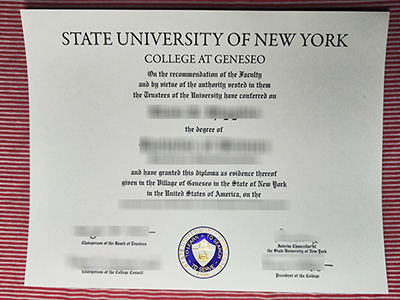 STATE UNIVERSITY OF NEW YORK
COLLEGE AT GENESEO
On the recommendation of the Faculty
and by virtue of the authority vested in them
the Trustees of the University have conferred on
the degree of
and have granted this diploma as evidence thereof
given in the Village of Geneseo in the State of New York
in the United States of America, on the
Chairperson of the Board of Trustees
Interim Chancellor of
the State University of New York
Chairperson of the College Council
President of the College